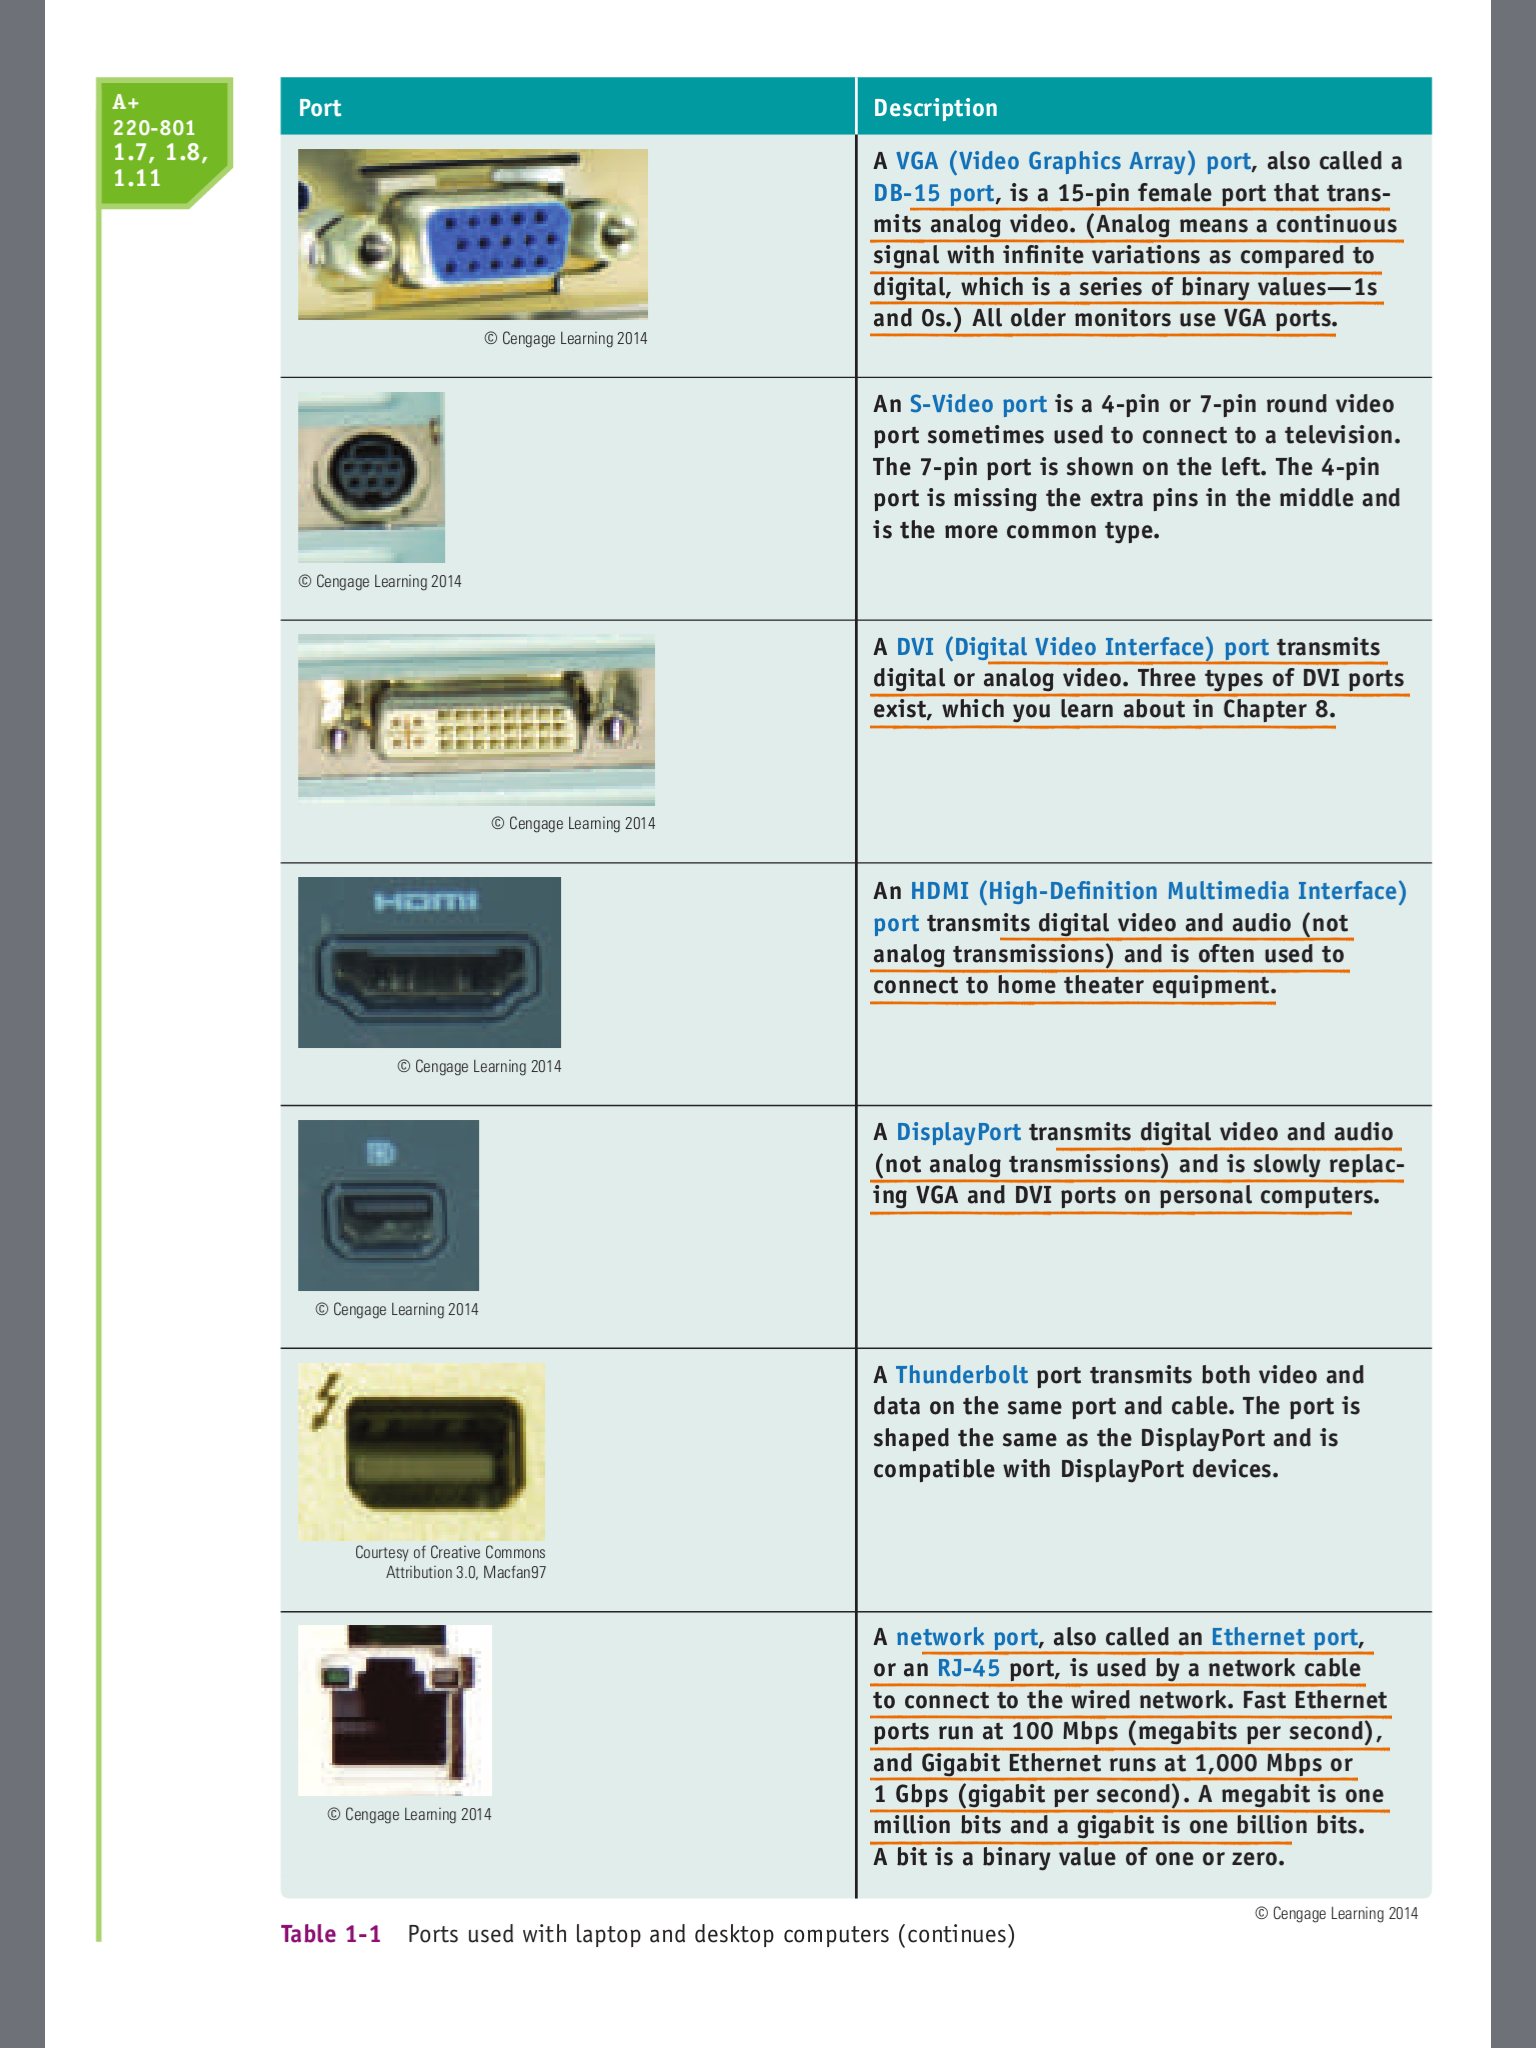 A+
220-801
1.7, 1.8,
1.11
Port
Description
© Cengage Learning 2014
A VGA (Video Graphics Array) port, also called a
DB-15 port, is a 15-pin female port that trans-
mits analog video. (Analog means a continuous
signal with infinite variations as compared to
digital, which is a series of binary values—1s
and 0s.) All older monitors use VGA ports.
© Cengage Learning 2014
An S-Video port is a 4-pin or 7-pin round video
port sometimes used to connect to a television.
The 7-pin port is shown on the left. The 4-pin
port is missing the extra pins in the middle and
is the more common type.
© Cengage Learning 2014
A DVI (Digital Video Interface) port transmits
digital or analog video. Three types of DVI ports
exist, which you learn about in Chapter 8.
HDMI
© Cengage Learning 2014
An HDMI (High-Definition Multimedia Interface)
port transmits digital video and audio (not
analog transmissions) and is often used to
connect to home theater equipment.
© Cengage Learning 2014
A DisplayPort transmits digital video and audio
(not analog transmissions) and is slowly replac-
ing VGA and DVI ports on personal computers.
Courtesy of Creative Commons
Attribution 3.0, Macfan97
A Thunderbolt port transmits both video and
data on the same port and cable. The port is
shaped the same as the DisplayPort and is
compatible with DisplayPort devices.
© Cengage Learning 2014
A network port, also called an Ethernet port,
or an RJ-45 port, is used by a network cable
to connect to the wired network. Fast Ethernet
ports run at 100 Mbps (megabits per second),
and Gigabit Ethernet runs at 1,000 Mbps or
1 Gbps (gigabit per second). A megabit is one
million bits and a gigabit is one billion bits.
A bit is a binary value of one or zero.
© Cengage Learning 2014
Table 1-1 Ports used with laptop and desktop computers (continues)